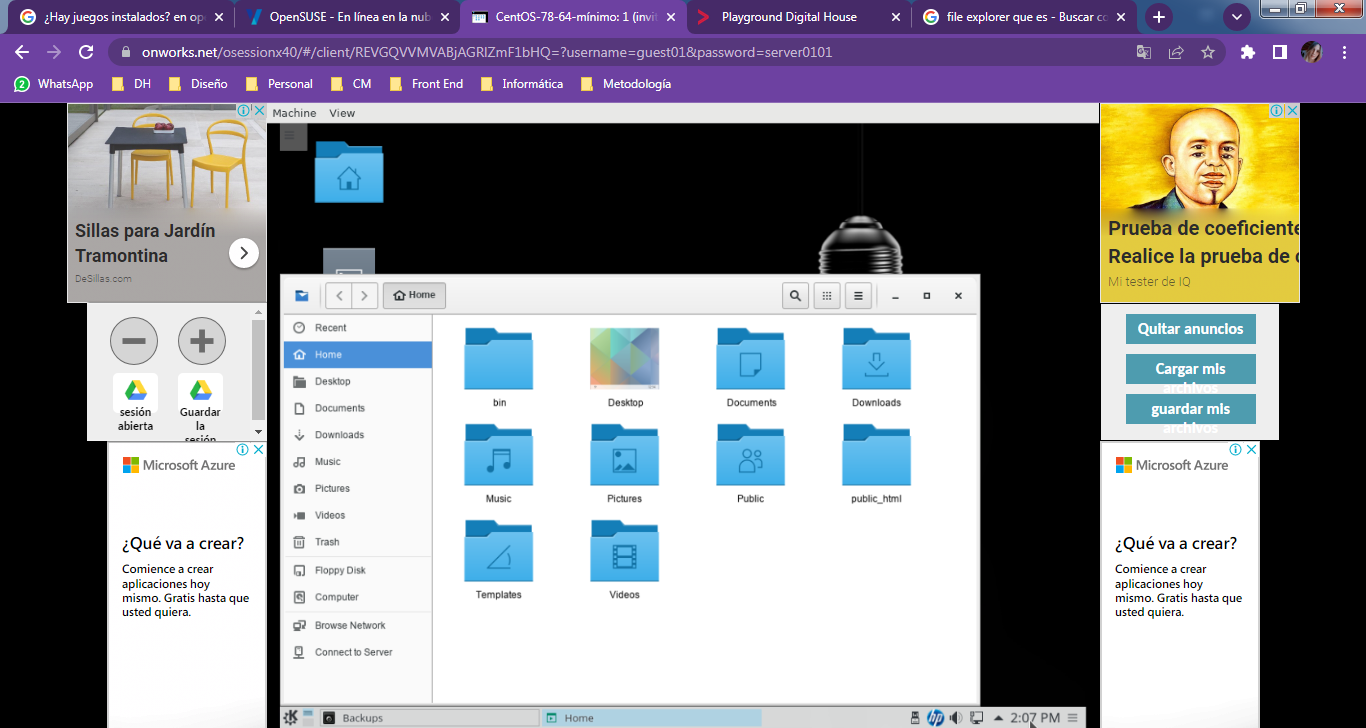 ¿Hay juegos instalados? en ope
OpenSUSE - En línea en la nub
CentOS-78-64-mínimo: 1 (invit
Playground Digital House
file explorer que es - Buscar co
onworks.net/osessionx40/#/client/REVGQVVMVABjAGRlZmF1bHQ=?username=guest01&password=server0101
WhatsApp
DH
Diseño
Personal
CM
Front End
Informática
Metodología
Machine View
Sillas para Jardín
Tramontina
DeSillas.com
sesión
abierta
Guardar
la
sesión
Microsoft Azure
¿Qué va a crear?
Comience a crear
aplicaciones hoy
mismo. Gratis hasta que
usted quiera.
Home
Recent
Home
Desktop
Documents
Downloads
Music
Pictures
Videos
Trash
Floppy Disk
Computer
Browse Network
Connect to Server
bin
Desktop
Documents
Downloads
Music
Pictures
Public
public_html
Templates
Videos
Backups
Home
hp
2:07 PM
Prueba de coeficiente
Realice la prueba de c
Mi tester de IQ
Quitar anuncios
Cargar mis
archivos
guardar mis
archivos
Microsoft Azure
¿Qué va a crear?
Comience a crear
aplicaciones hoy
mismo. Gratis hasta que
usted quiera.